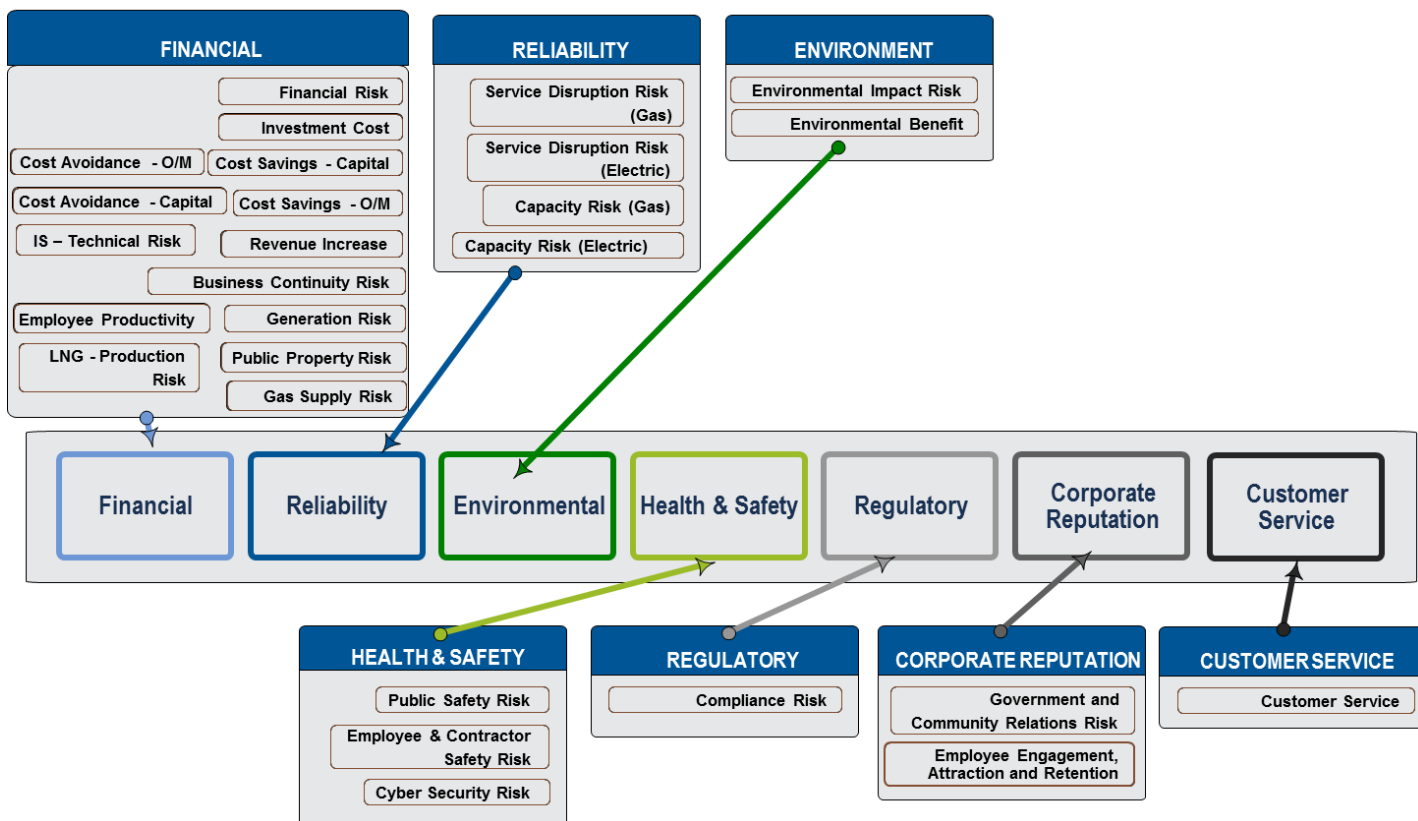 FINANCIAL
Financial Risk
Investment Cost
Cost Avoidance - O/M
Cost Savings - Capital
Cost Avoidance - Capital
Cost Savings - O/M
IS – Technical Risk
Revenue Increase
Business Continuity Risk
Employee Productivity
Generation Risk
LNG - Production
Risk
Public Property Risk
Gas Supply Risk
RELIABILITY
Service Disruption Risk
(Gas)
Service Disruption Risk
(Electric)
Capacity Risk (Gas)
Capacity Risk (Electric)
ENVIRONMENT
Environmental Impact Risk
Environmental Benefit
Financial
Reliability
Environmental
Health & Safety
Regulatory
Corporate
Reputation
Customer
Service
HEALTH & SAFETY
Public Safety Risk
Employee & Contractor
Safety Risk
Cyber Security Risk
REGULATORY
Compliance Risk
CORPORATE REPUTATION
Government and
Community Relations Risk
Employee Engagement,
Attraction and Retention
CUSTOMER SERVICE
Customer Service